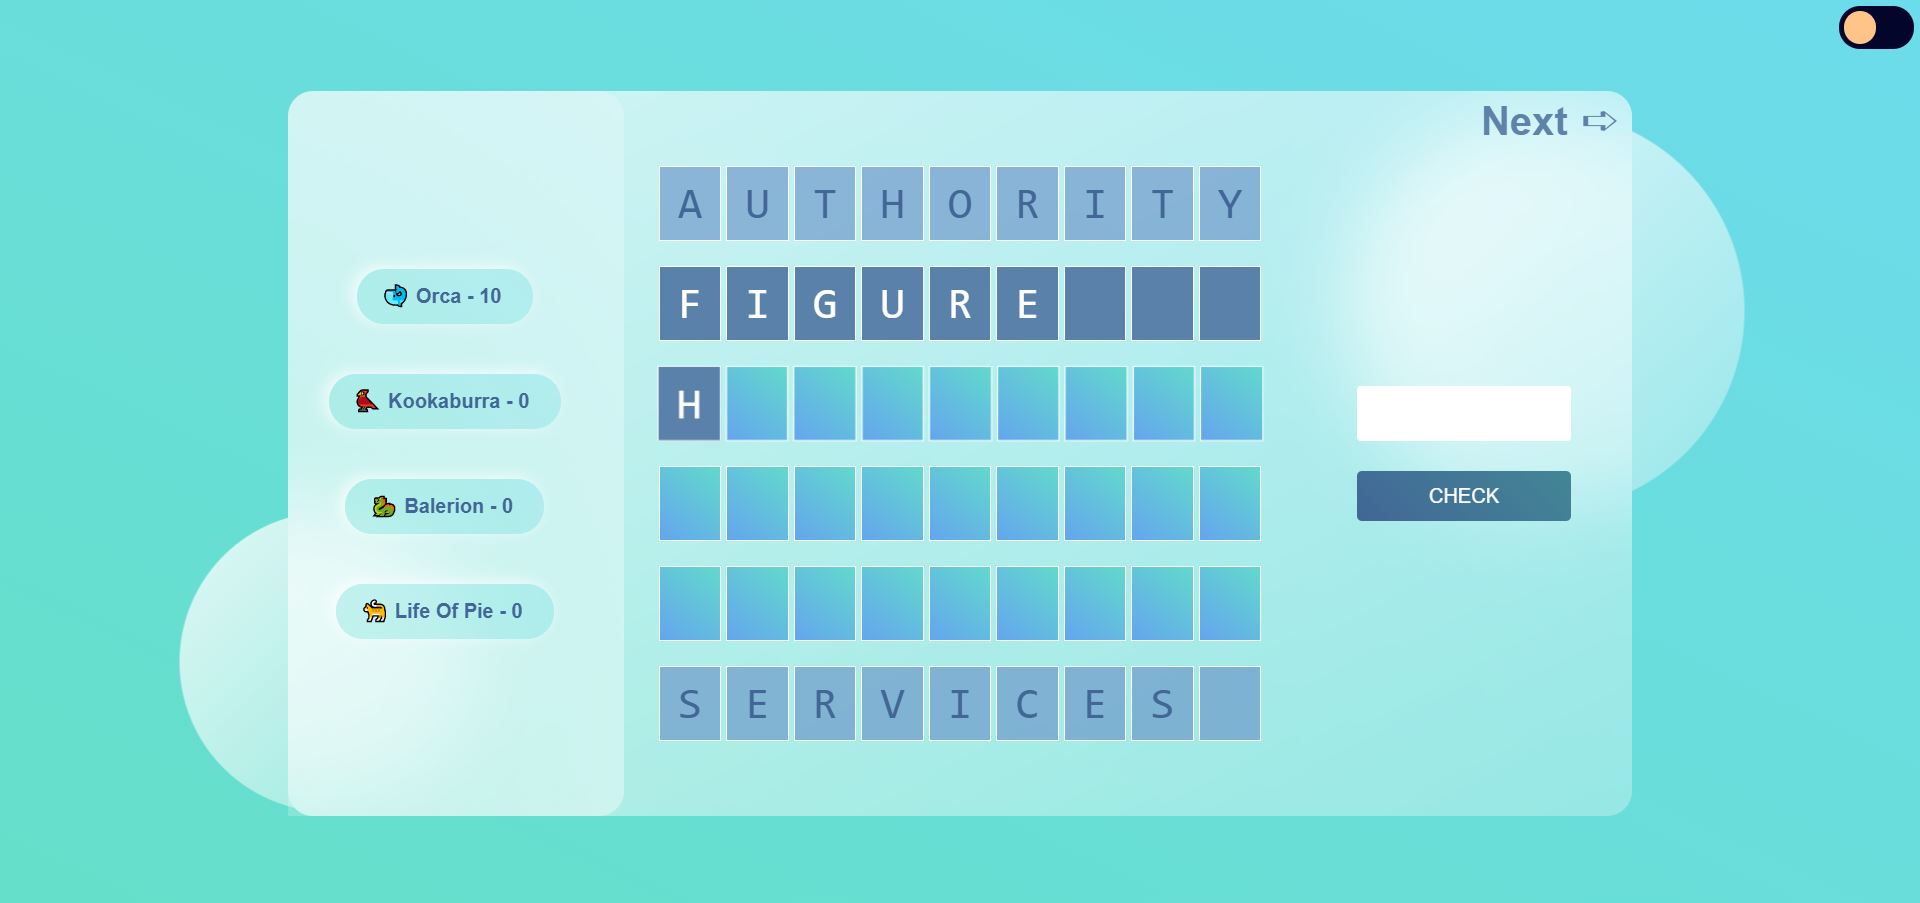 Next ➪
AUTHORITY
Orca - 10
FIGURE
Kookaburra - 0
H
CHECK
Balerion - 0
Life Of Pie - 0
SERVICES